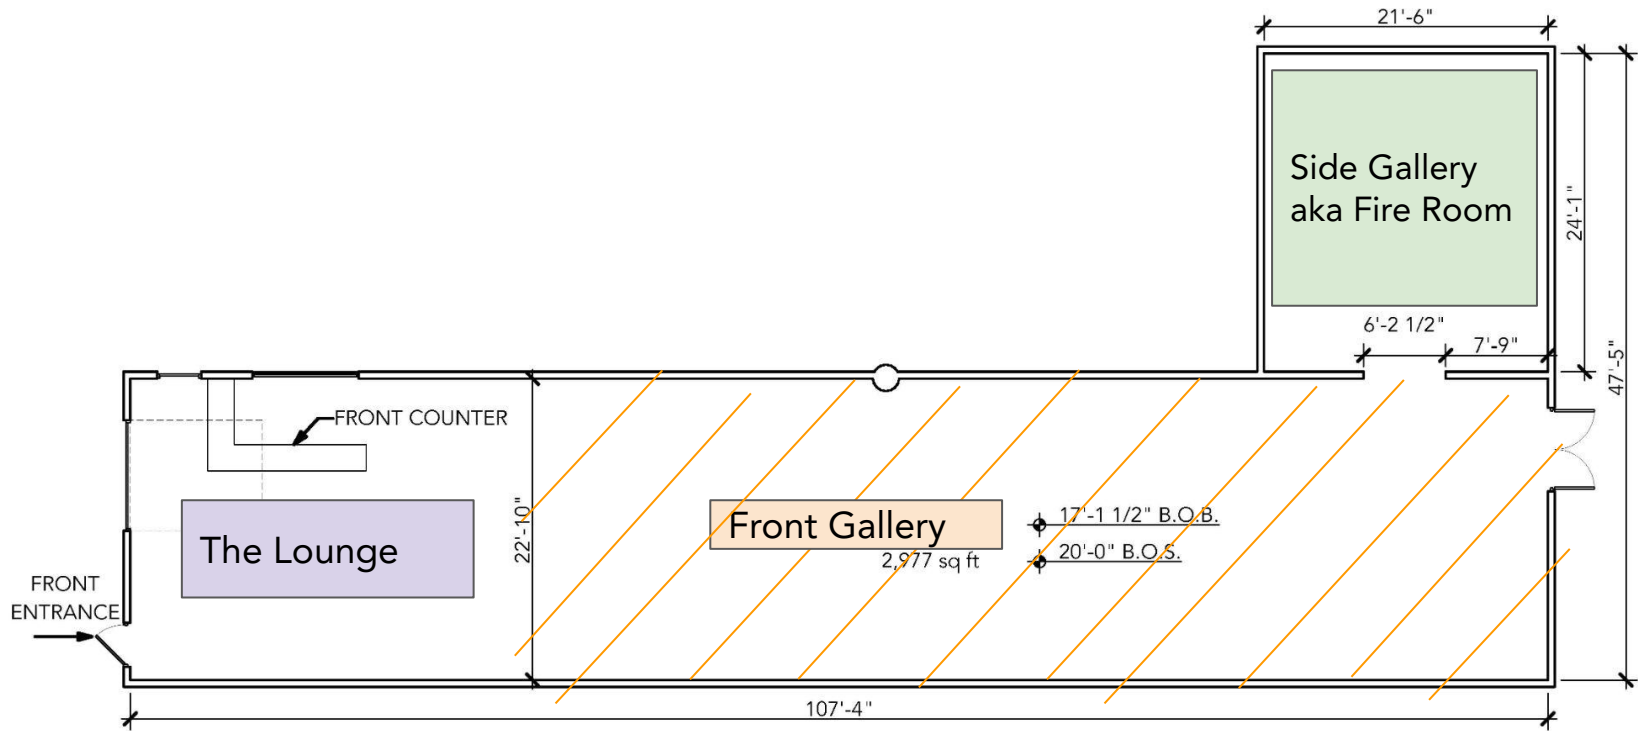 21'-6"
Side Gallery
aka Fire Room
24'-1"
6'-2 1/2"
7'-9"
47'-5"
FRONT COUNTER
22'-10"
Front Gallery
17'-1 1/2" B.O.B.
The Lounge
2,977 sq ft
20'-0" B.O.S.
FRONT
ENTRANCE
107'-4"